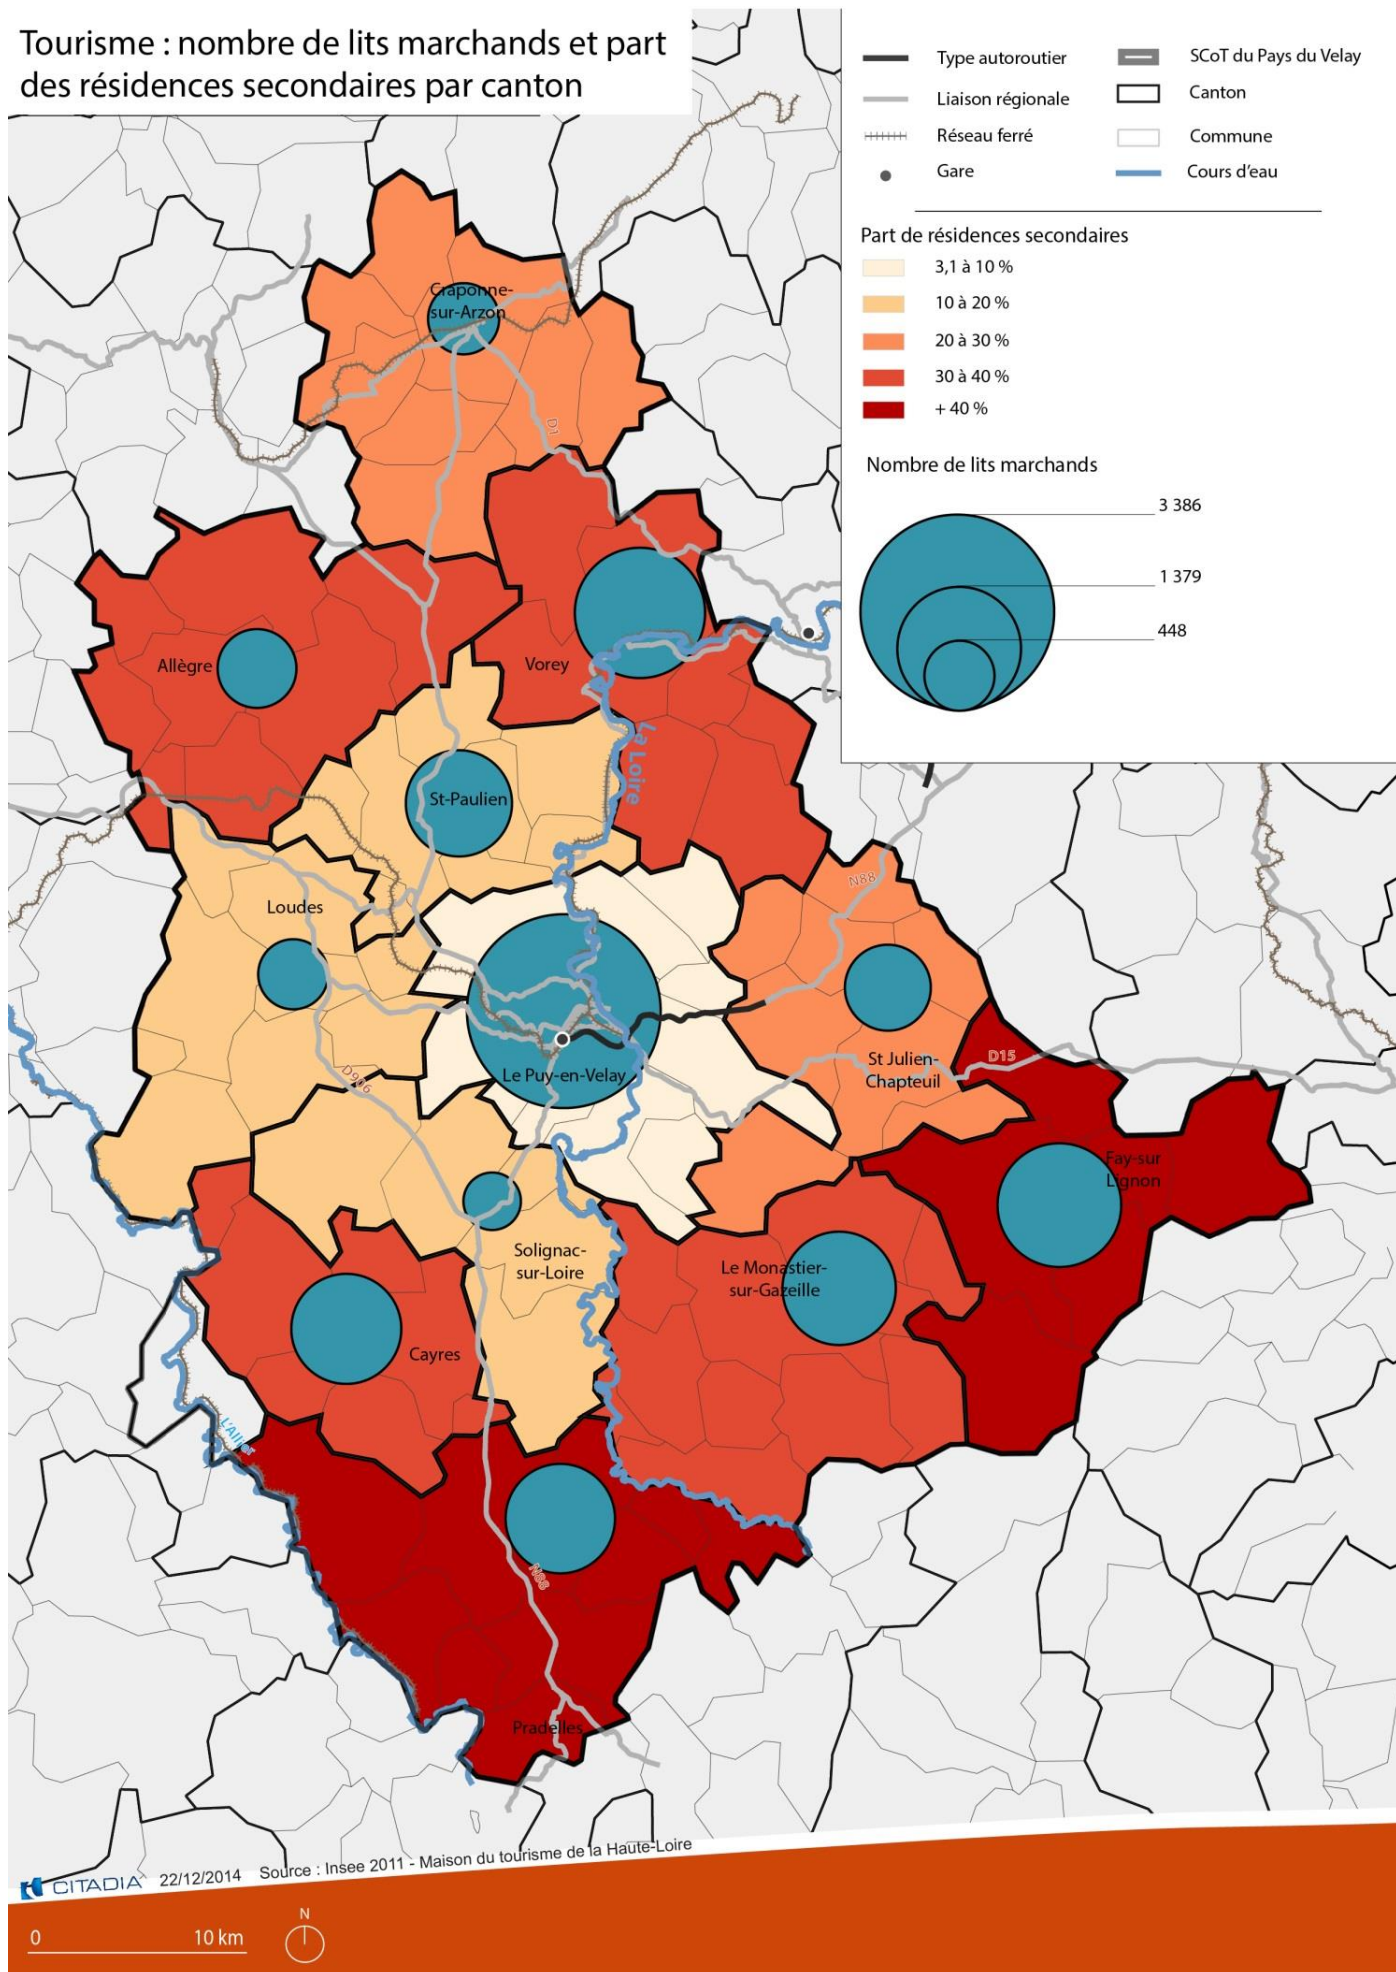 Tourisme : nombre de lits marchands et part
des résidences secondaires par canton
Type autoroutier
SCoT du Pays du Velay
Liaison régionale
Canton
Réseau ferré
Commune
Gare
Cours d'eau
Part de résidences secondaires
3,1 à 10 %
10 à 20 %
20 à 30 %
30 à 40 %
+ 40 %
Nombre de lits marchands
3 386
1 379
448
Craponne-
sur-Arzon
D1
Allègre
Vorey
La Loire
St-Paulien
N88
Loudes
Le Puy-en-Velay
D906
St Julien-
Chapteuil
D15
Fay-sur
Lignon
Solignac-
sur-Loire
Le Monastier-
sur-Gazeille
Cayres
L'Allier
N88
Pradelles
CITADIA 22/12/2014 Source : Insee 2011 - Maison du tourisme de la Haute-Loire
N
0 10 km